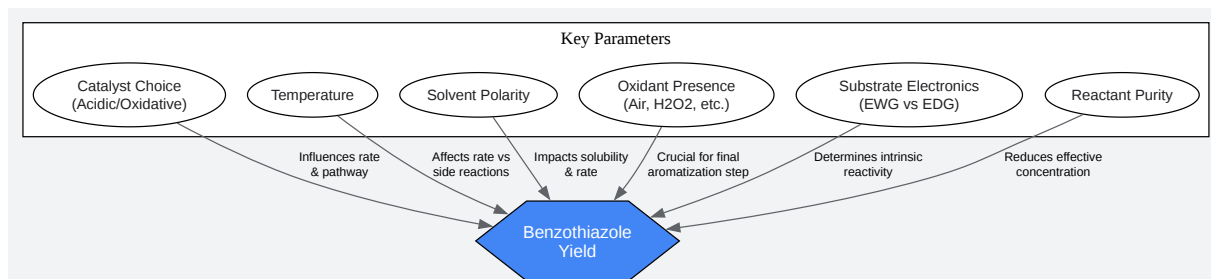 Key Parameters
Catalyst Choice
(Acidic/Oxidative)
Temperature
Solvent Polarity
Oxidant Presence
(Air, H2O2, etc.)
Substrate Electronics
(EWG vs EDG)
Reactant Purity
Influences rate
& pathway
Affects rate vs
side reactions
Impacts solubility
& rate
Crucial for final
aromatization step
Determines intrinsic
reactivity
Reduces effective
concentration
Benzothiazole
Yield